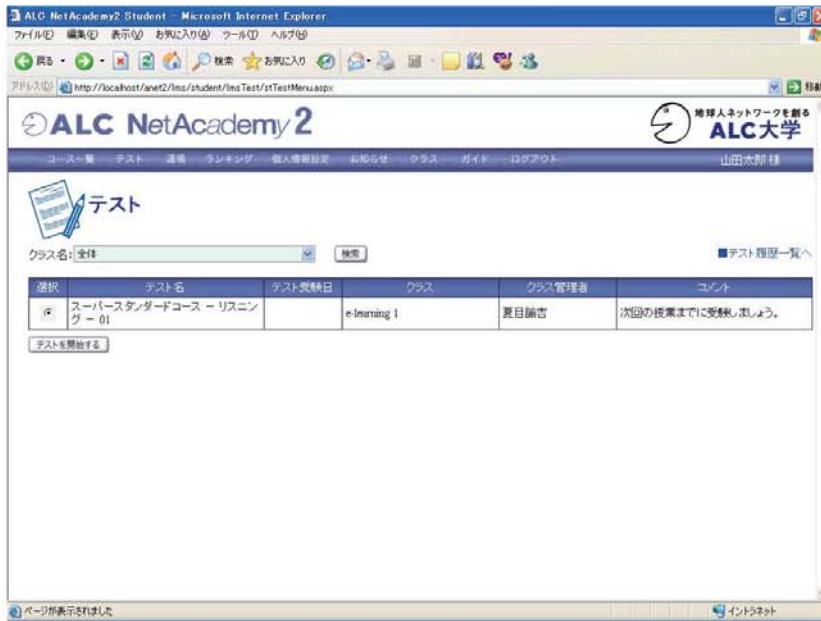 ALC NetAcademy2 Student - Microsoft Internet Explorer
ファイル(F) 編集(E) 表示(V) お気に入り(A) ツール(T) ヘルプ(H)
戻る 検索 お気に入り
アドレス(D) http://localhost/anet2/lms/student/lmsTest/stTestMenu.aspx 移動
ALC NetAcademy 2
地球人ネットワークを創る
ALC大学
コース一覧 テスト 道場 ランキング 個人情報設定 お知らせ クラス ガイド ログアウト 山田太郎 様
テスト
クラス名: 全体 検索 ■テスト履歴一覧へ
選択 テスト名 テスト受験日 クラス クラス管理者 コメント
スーパースタンダードコース － リスニン
グ － 01 e-learning 1 夏目諭吉 次回の授業までに受験しましょう。
テストを開始する
ページが表示されました イントラネット